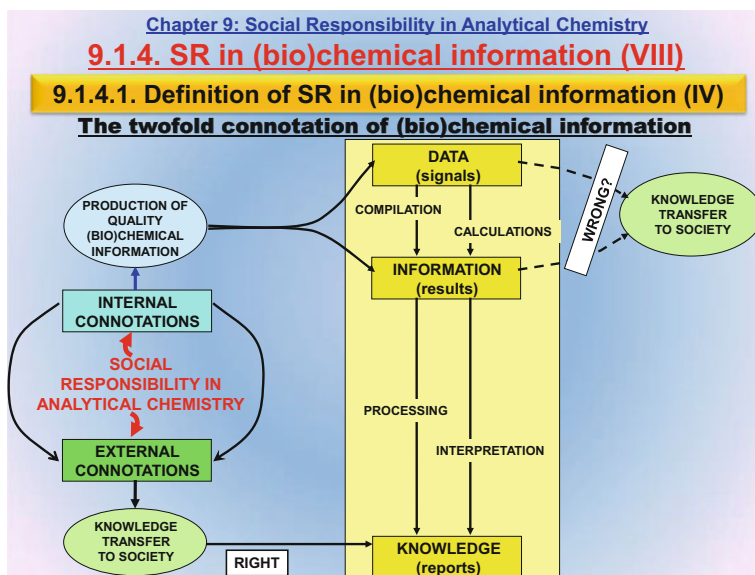 Chapter 9: Social Responsibility in Analytical Chemistry
9.1.4. SR in (bio)chemical information (VIII)
9.1.4.1. Definition of SR in (bio)chemical information (IV)
The twofold connotation of (bio)chemical information
PRODUCTION OF
QUALITY
(BIO)CHEMICAL
INFORMATION
INTERNAL
CONNOTATIONS
SOCIAL
RESPONSIBILITY IN
ANALYTICAL CHEMISTRY
EXTERNAL
CONNOTATIONS
KNOWLEDGE
TRANSFER
TO SOCIETY
RIGHT
DATA
(signals)
COMPILATION
CALCULATIONS
INFORMATION
(results)
PROCESSING
INTERPRETATION
KNOWLEDGE
(reports)
WRONG?
KNOWLEDGE
TRANSFER
TO SOCIETY